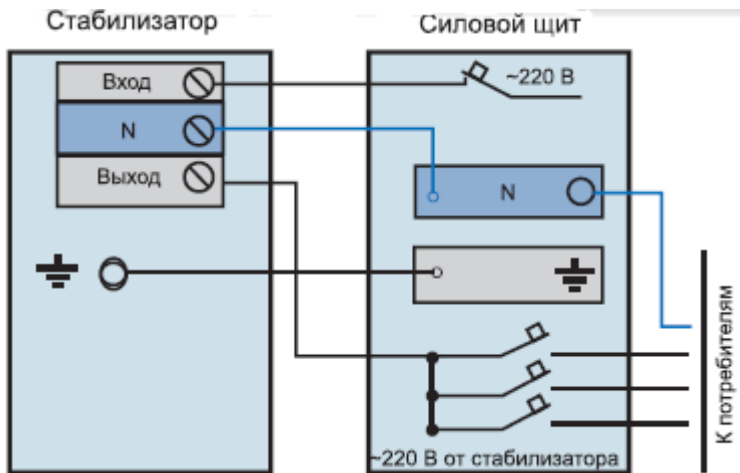 Стабилизатор
Силовой щит
Вход
~220 В
N
N
Выход
~220 В от стабилизатора
К потребителям